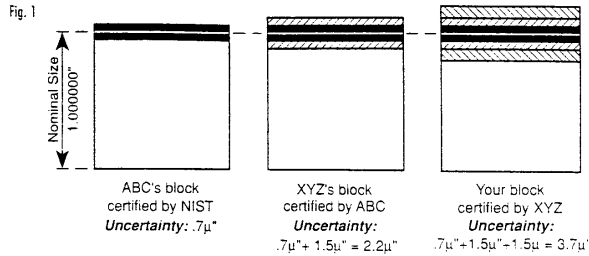 Fig. 1
Nominal Size
1.000000"
ABC's block
certified by NIST
Uncertainty: .7µ"
XYZ's block
certified by ABC
Uncertainty:
.7µ"+ 1.5µ" = 2.2µ"
Your block
certified by XYZ
Uncertainty:
.7µ"+1.5µ"+1.5µ = 3.7µ"